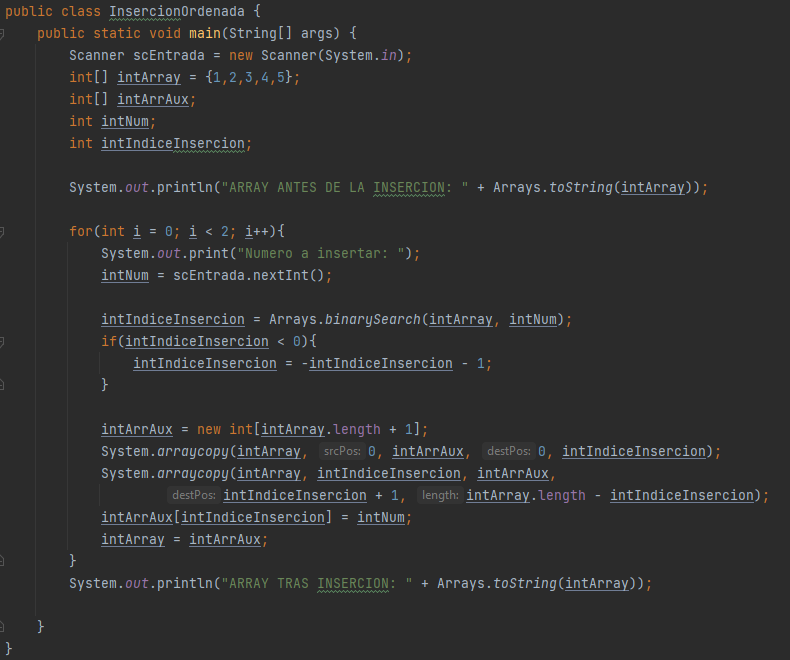 public class InsercionOrdenada {
public static void main(String[] args) {
Scanner scEntrada = new Scanner(System.in);
int[] intArray = {1,2,3,4,5};
int[] intArrAux;
int intNum;
int intIndiceInsercion;
System.out.println("ARRAY ANTES DE LA INSERCION: " + Arrays.toString(intArray));
for(int i = 0; i < 2; i++){
System.out.print("Numero a insertar: ");
intNum = scEntrada.nextInt();
intIndiceInsercion = Arrays.binarySearch(intArray, intNum);
if(intIndiceInsercion < 0){
intIndiceInsercion = -intIndiceInsercion - 1;
}
intArrAux = new int[intArray.length + 1];
System.arraycopy(intArray, srcPos: 0, intArrAux, destPos: 0, intIndiceInsercion);
System.arraycopy(intArray, intIndiceInsercion, intArrAux,
destPos: intIndiceInsercion + 1, length: intArray.length - intIndiceInsercion);
intArrAux[intIndiceInsercion] = intNum;
intArray = intArrAux;
}
System.out.println("ARRAY TRAS INSERCION: " + Arrays.toString(intArray));
}
}